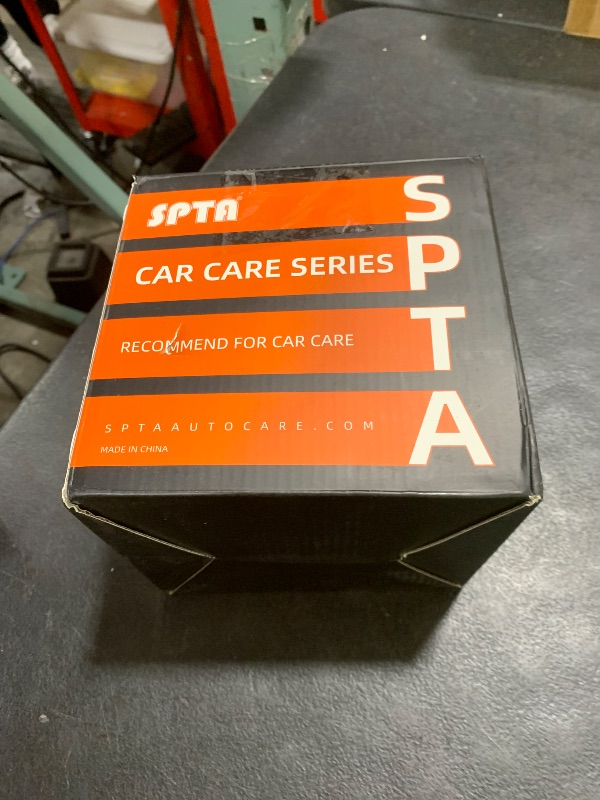 SPTA
CAR CARE SERIES
RECOMMEND FOR CAR CARE
SPTAAUTOCARE.COM
MADE IN CHINA
SPTA